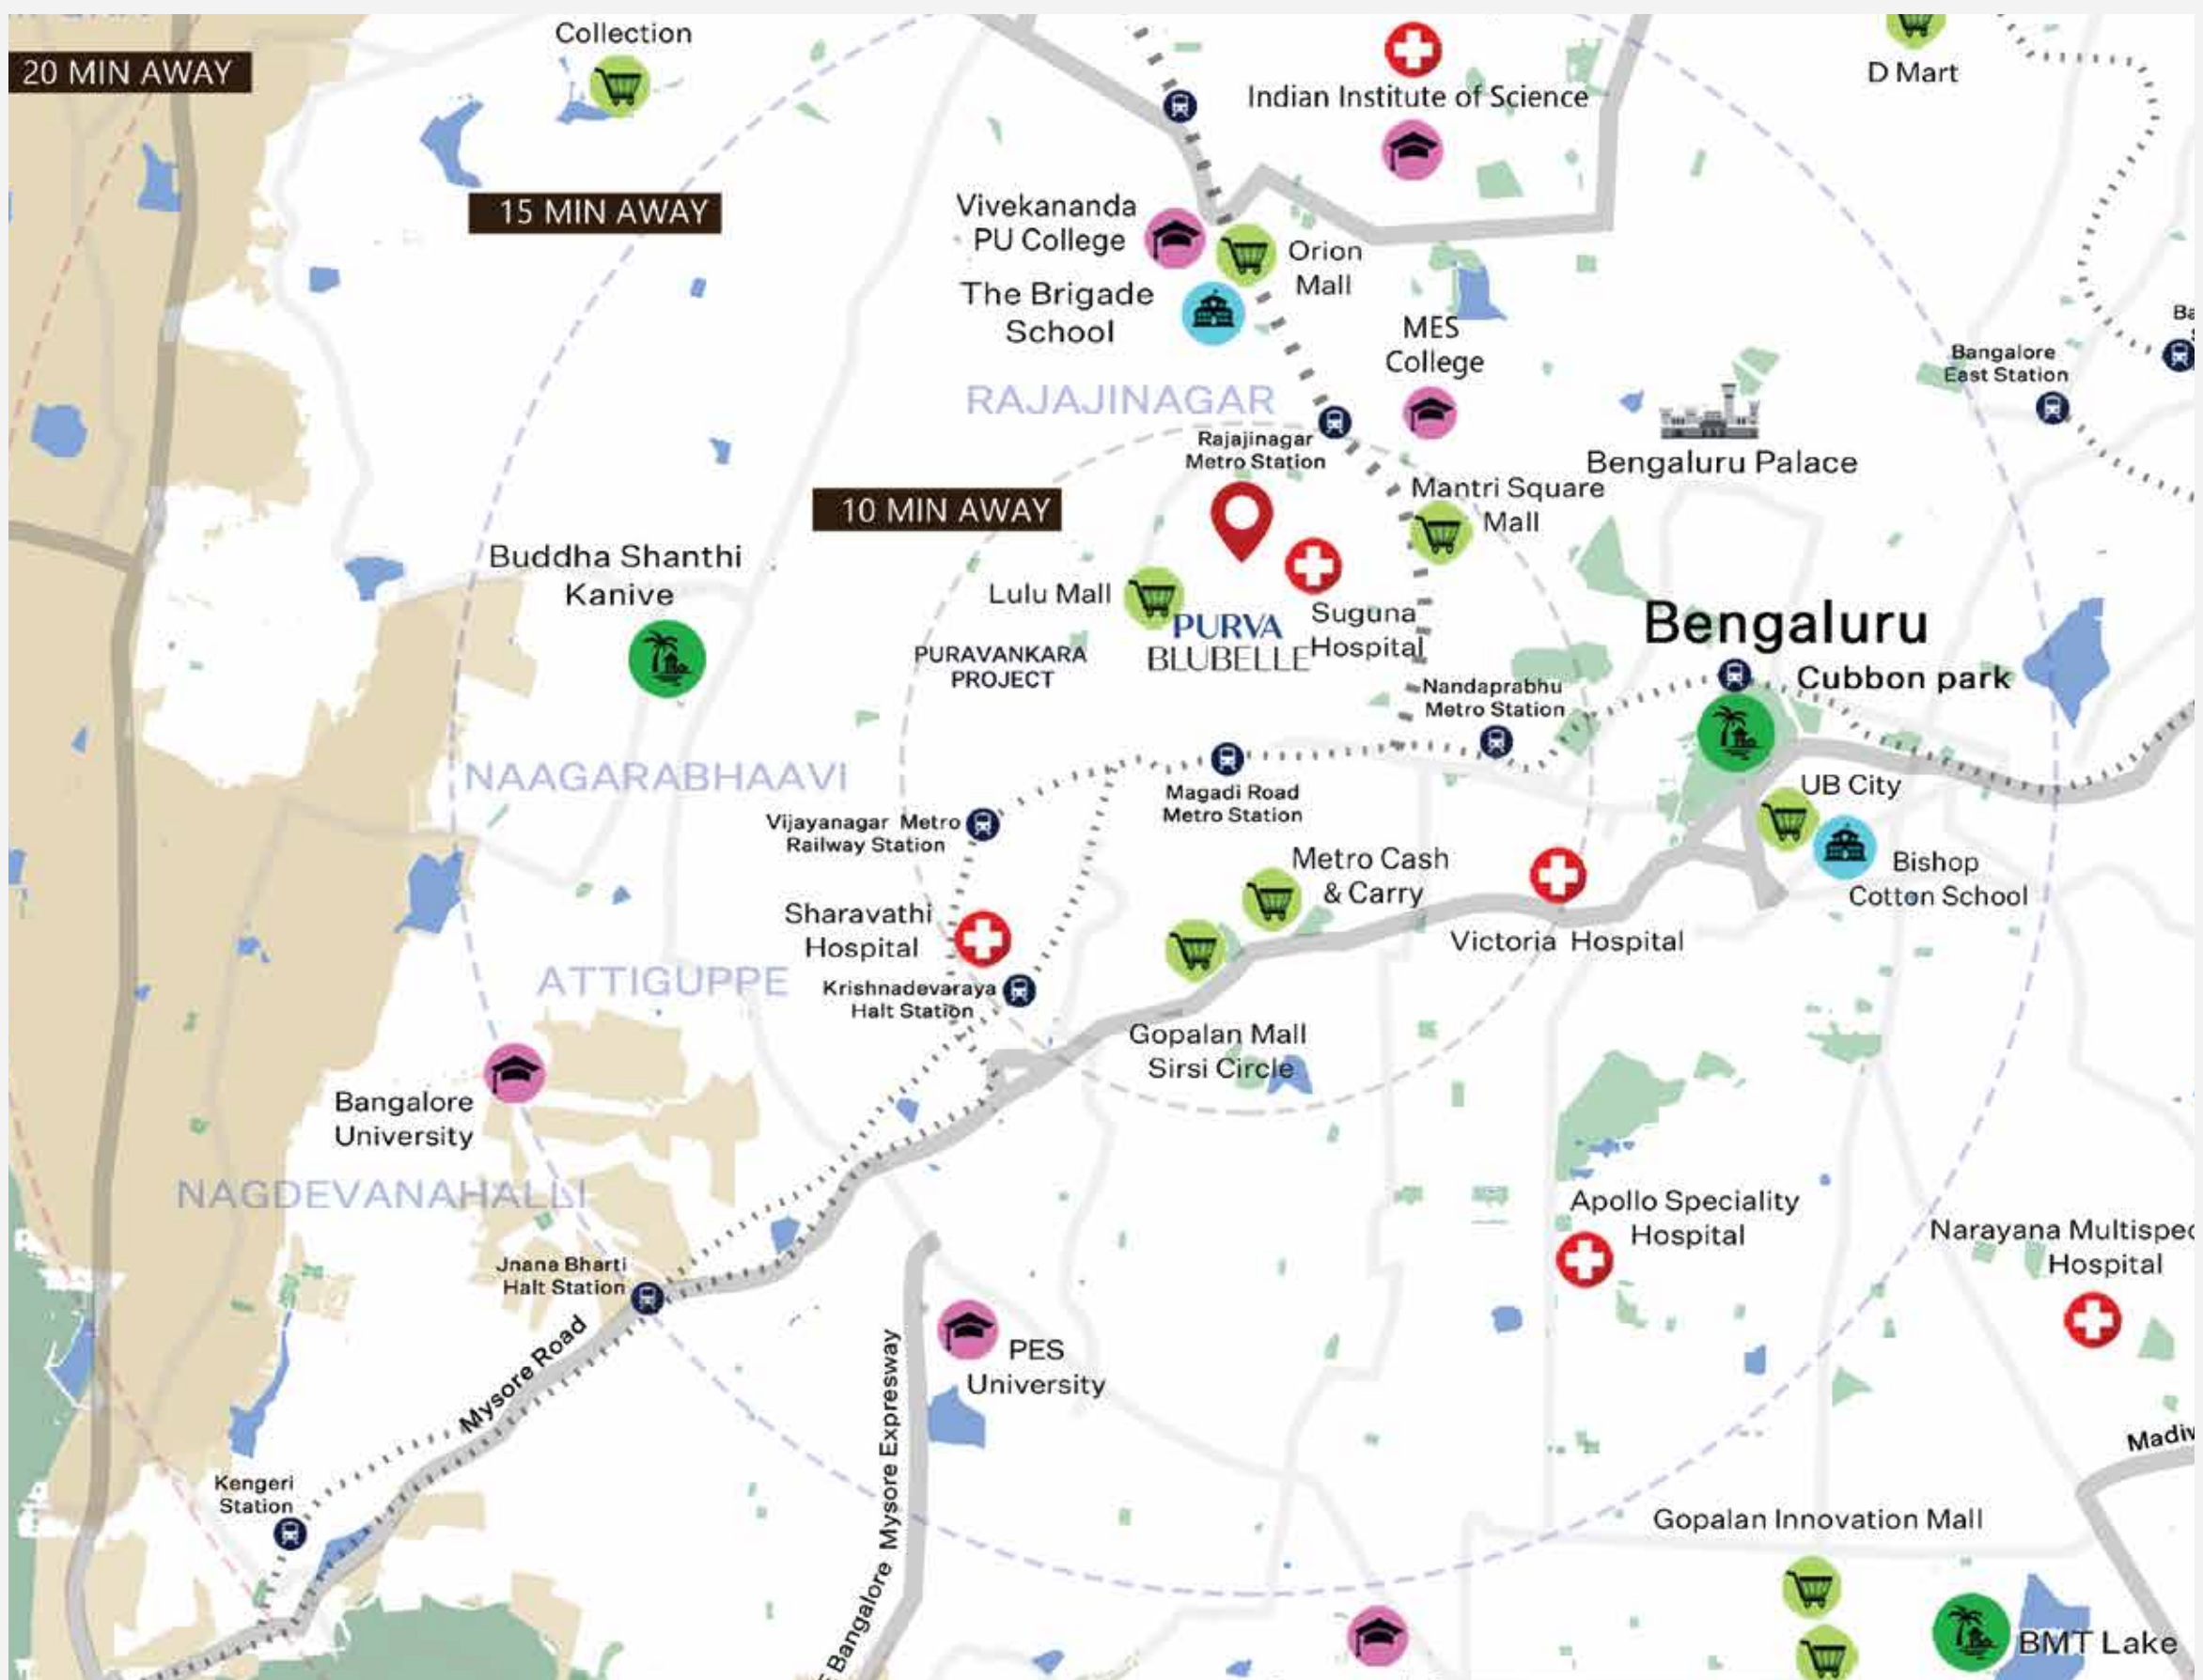 Collection
20 MIN AWAY
D Mart
Indian Institute of Science
15 MIN AWAY
Vivekananda
PU College
Orion
Mall
The Brigade
School
MES
College
Bangalore
East Station
RAJAJINAGAR
Rajajinagar
Metro Station
Bengaluru Palace
10 MIN AWAY
Mantri Square
Mall
Buddha Shanthi
Kanive
Lulu Mall
Suguna
Hospital
PURVA
BLUBELLE
PURAVANKARA
PROJECT
Bengaluru
Cubbon park
Nandaprabhu
Metro Station
NAAGARABHAAVI
Magadi Road
Metro Station
UB City
Vijayanagar Metro
Railway Station
Metro Cash
& Carry
Bishop
Cotton School
Sharavathi
Hospital
Victoria Hospital
ATTIGUPPE
Krishnadevaraya
Halt Station
Gopalan Mall
Sirsi Circle
Bangalore
University
NAGDEVANAHALLI
Apollo Speciality
Hospital
Narayana Multispec
Hospital
Jnana Bharti
Halt Station
Mysore Road
PES
University
Bangalore Mysore Expresway
Madiw
Kengeri
Station
Gopalan Innovation Mall
BMT Lake